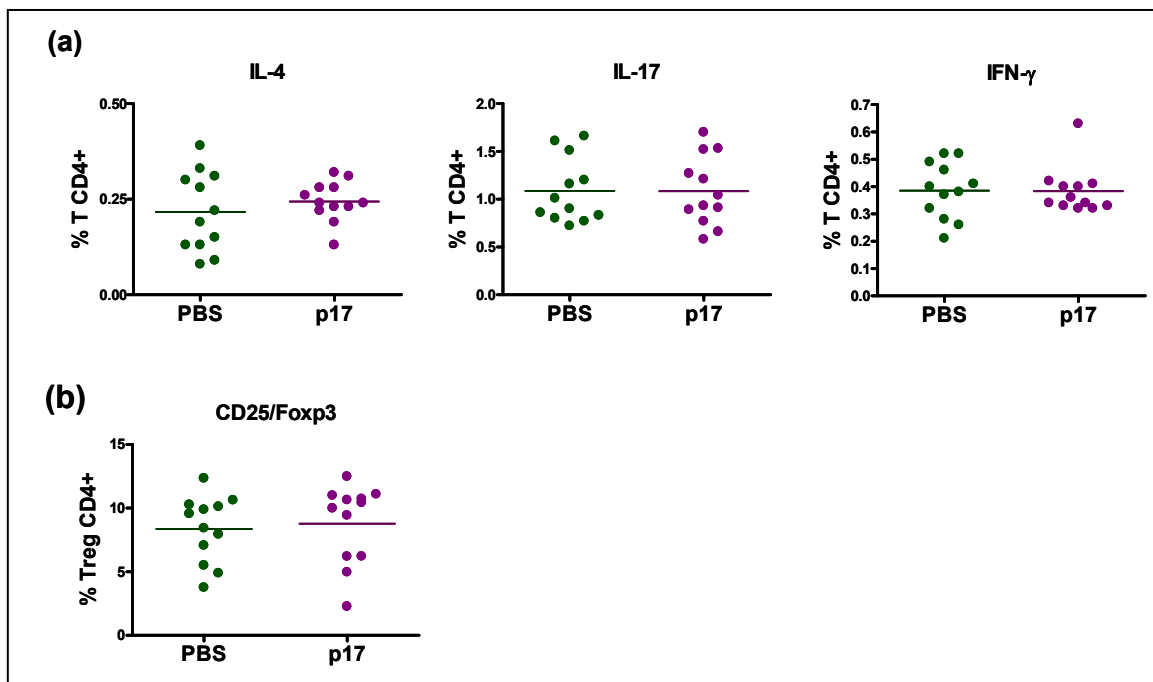 (a)
IL-4
% T CD4+
0.50
0.25
0.00
PBS p17
IL-17
% T CD4+
2.0
1.5
1.0
0.5
0.0
PBS p17
IFN-γ
% T CD4+
0.7
0.6
0.5
0.4
0.3
0.2
0.1
0.0
PBS p17
(b)
CD25/Foxp3
% Treg CD4+
15
10
5
0
PBS p17